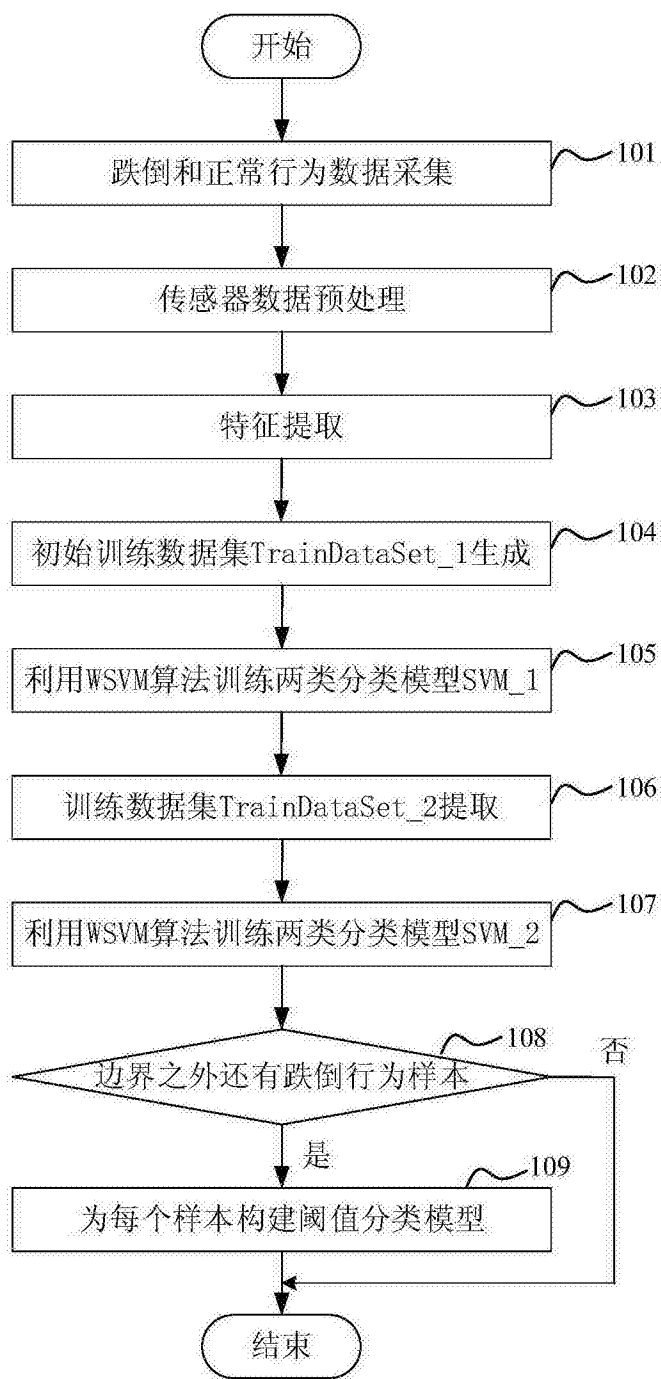 开始
跌倒和正常行为数据采集
101
传感器数据预处理
102
特征提取
103
初始训练数据集TrainDataSet_1生成
104
利用WSVM算法训练两类分类模型SVM_1
105
训练数据集TrainDataSet_2提取
106
利用WSVM算法训练两类分类模型SVM_2
107
边界之外还有跌倒行为样本
108
否
是
为每个样本构建阈值分类模型
109
结束